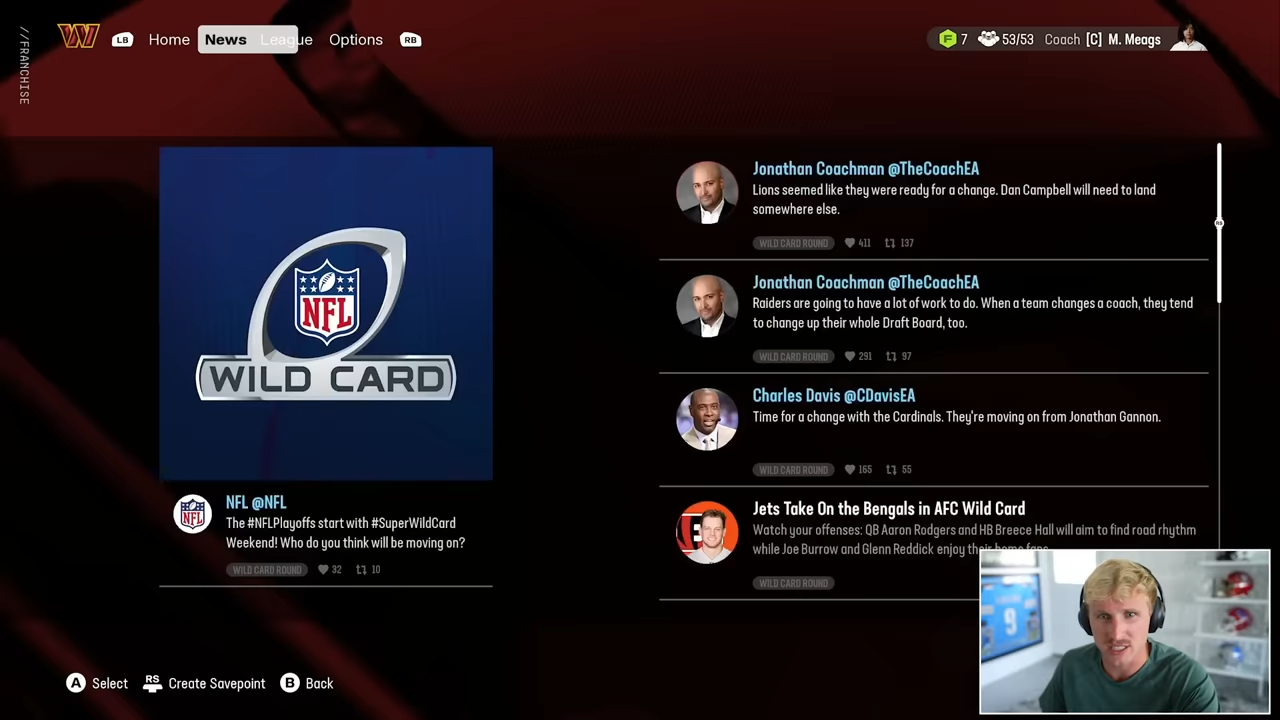 //FRANCHISE
W
LB
Home
News
League
Options
RB
F 7
53/53
Coach [C] M. Meags
NFL
WILD CARD
NFL @NFL
The #NFLPlayoffs start with #SuperWildCard
Weekend! Who do you think will be moving on?
WILD CARD ROUND
32
10
Jonathan Coachman @TheCoachEA
Lions seemed like they were ready for a change. Dan Campbell will need to land
somewhere else.
WILD CARD ROUND
411
137
Jonathan Coachman @TheCoachEA
Raiders are going to have a lot of work to do. When a team changes a coach, they tend
to change up their whole Draft Board, too.
WILD CARD ROUND
291
97
Charles Davis @CDavisEA
Time for a change with the Cardinals. They're moving on from Jonathan Gannon.
WILD CARD ROUND
165
55
Jets Take On the Bengals in AFC Wild Card
Watch your offenses: QB Aaron Rodgers and HB Breece Hall will aim to find road rhythm
while Joe Burrow and Glenn Reddick enjoy their home fans.
WILD CARD ROUND
RS
9
A Select
RS Create Savepoint
B Back